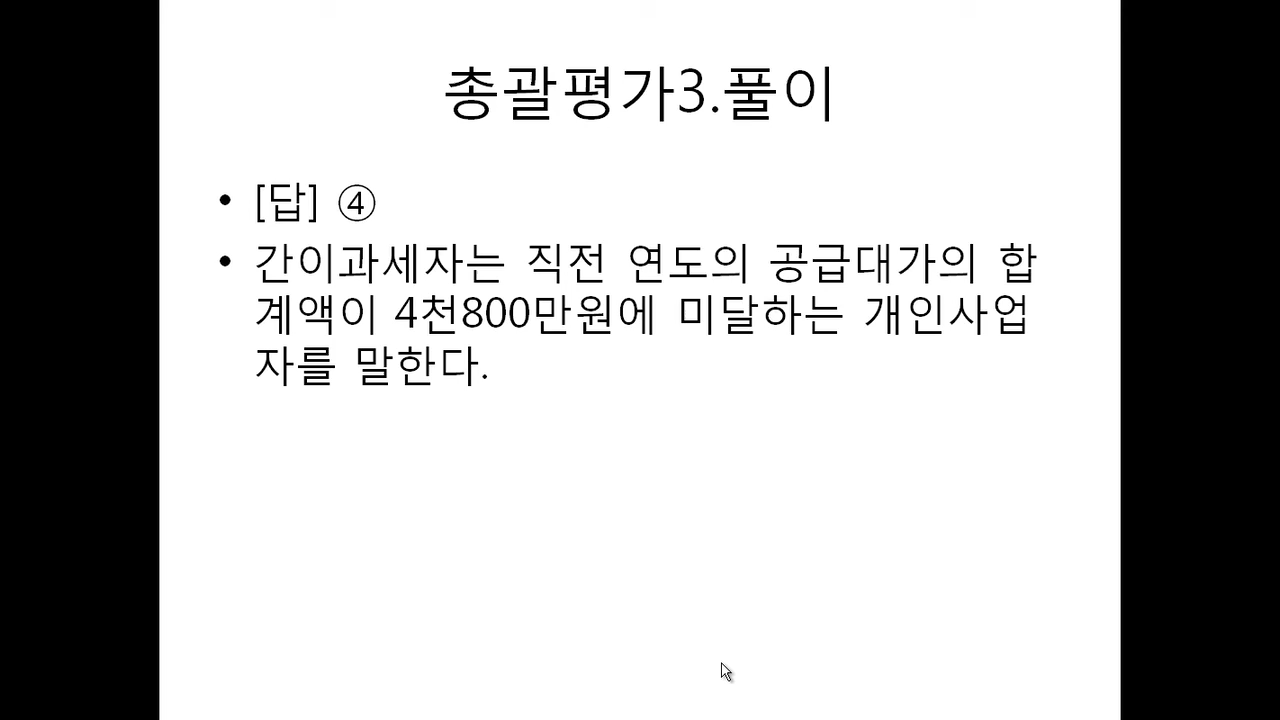 총괄평가3.풀이
• [답] ④
• 간이과세자는 직전 연도의 공급대가의 합
계액이 4천800만원에 미달하는 개인사업
자를 말한다.